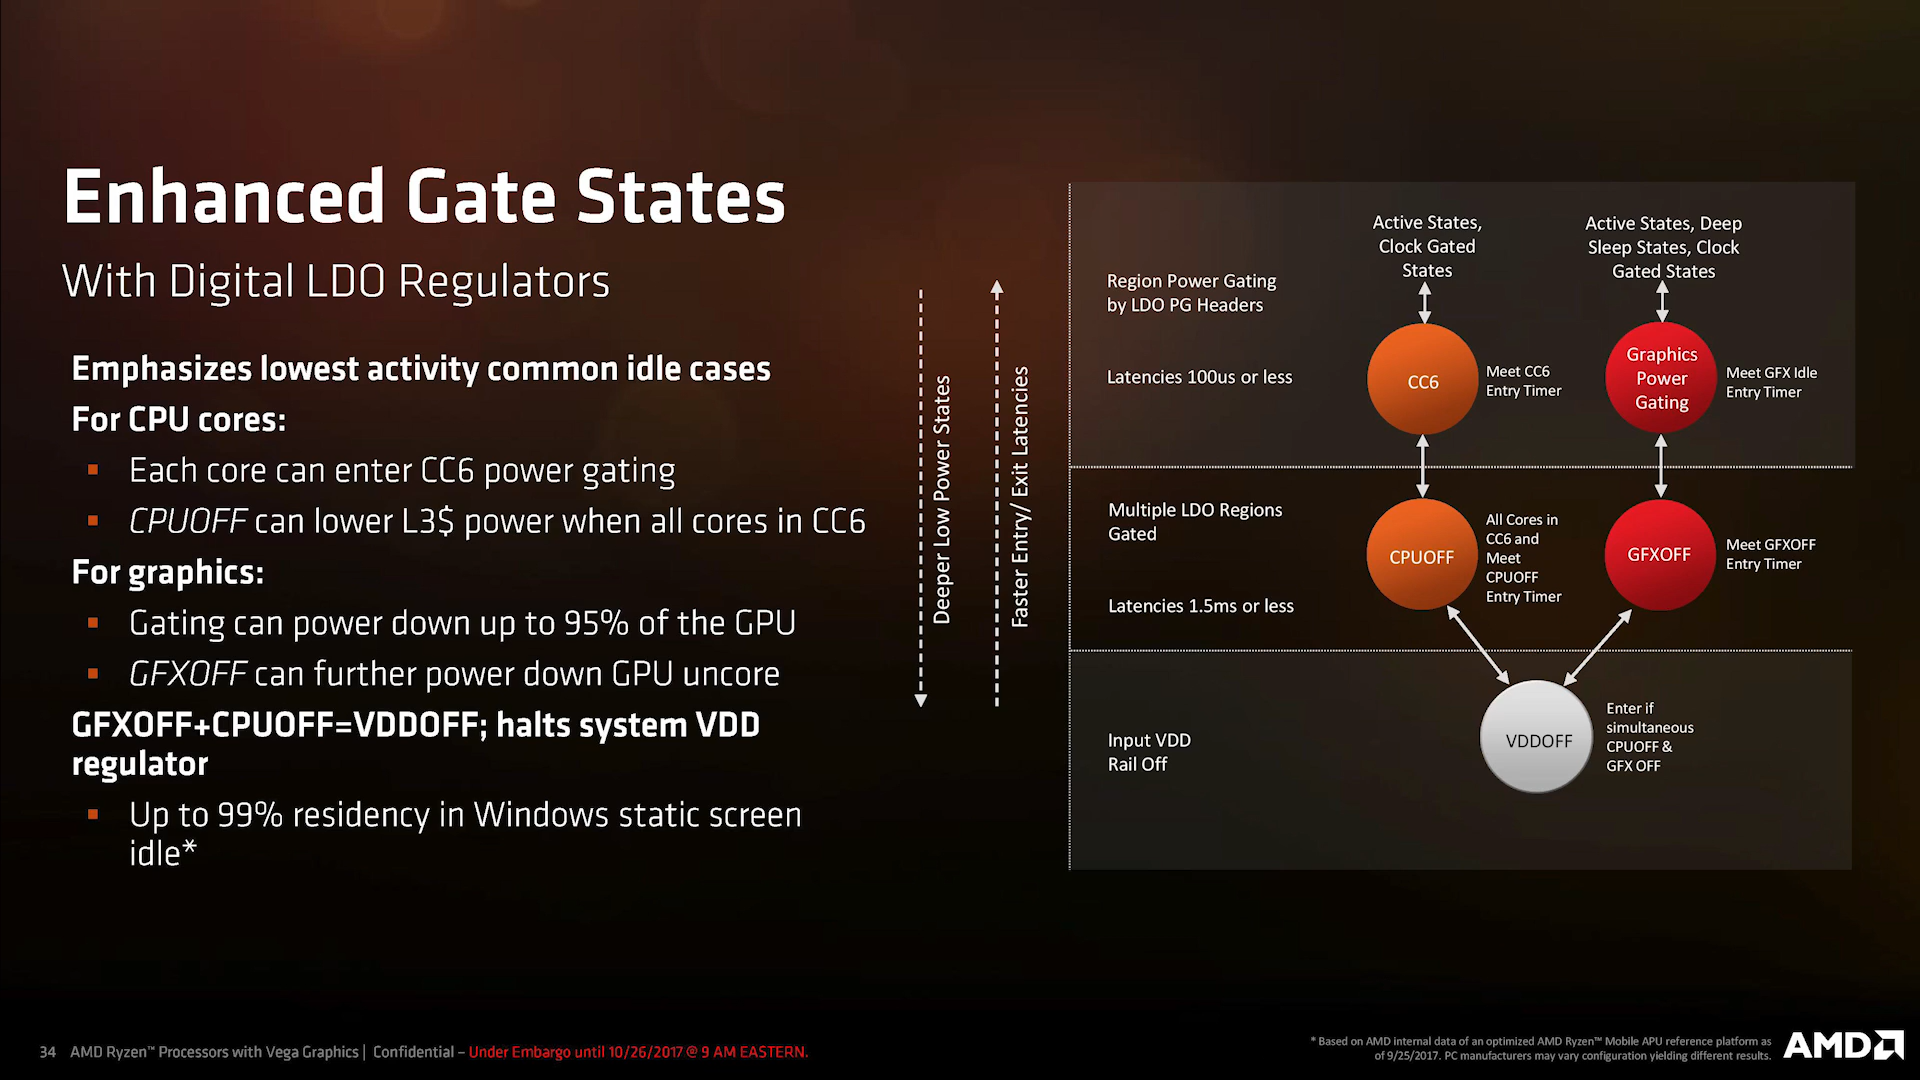 Enhanced Gate States
With Digital LDO Regulators
Emphasizes lowest activity common idle cases
For CPU cores:
▪ Each core can enter CC6 power gating
▪ CPUOFF can lower L3$ power when all cores in CC6
For graphics:
▪ Gating can power down up to 95% of the GPU
▪ GFXOFF can further power down GPU uncore
GFXOFF+CPUOFF=VDDOFF; halts system VDD
regulator
▪ Up to 99% residency in Windows static screen
idle*
Deeper Low Power States
Faster Entry/ Exit Latencies
Region Power Gating
by LDO PG Headers
Latencies 100us or less
Active States,
Clock Gated
States
CC6
Meet CC6
Entry Timer
Active States, Deep
Sleep States, Clock
Gated States
Graphics
Power
Gating
Meet GFX Idle
Entry Timer
Multiple LDO Regions
Gated
Latencies 1.5ms or less
CPUOFF
All Cores in
CC6 and
Meet
CPUOFF
Entry Timer
GFXOFF
Meet GFXOFF
Entry Timer
Input VDD
Rail Off
VDDOFF
Enter if
simultaneous
CPUOFF &
GFX OFF
34 AMD Ryzen™ Processors with Vega Graphics | Confidential – Under Embargo until 10/26/2017 @ 9 AM EASTERN.
* Based on AMD internal data of an optimized AMD Ryzen™ Mobile APU reference platform as
of 9/25/2017. PC manufacturers may vary configuration yielding different results.
AMD